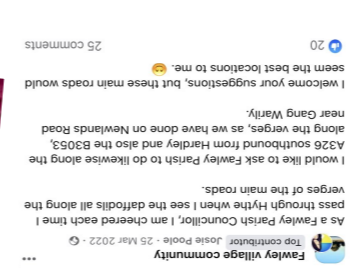 Fawley village community
Top contributor Josie Poole · 25 Mar 2022 ·
As a Fawley Parish Councillor, I am cheered each time I
pass through Hythe when I see the daffodils all along the
verges of the main roads.
I would like to ask Fawley Parish to do likewise along the
A326 southbound from Hardley and also the B3053,
along the verges, as we have done on Newlands Road
near Gang Warily.
I welcome your suggestions, but these main roads would
seem the best locations to me. 😊
20
25 comments